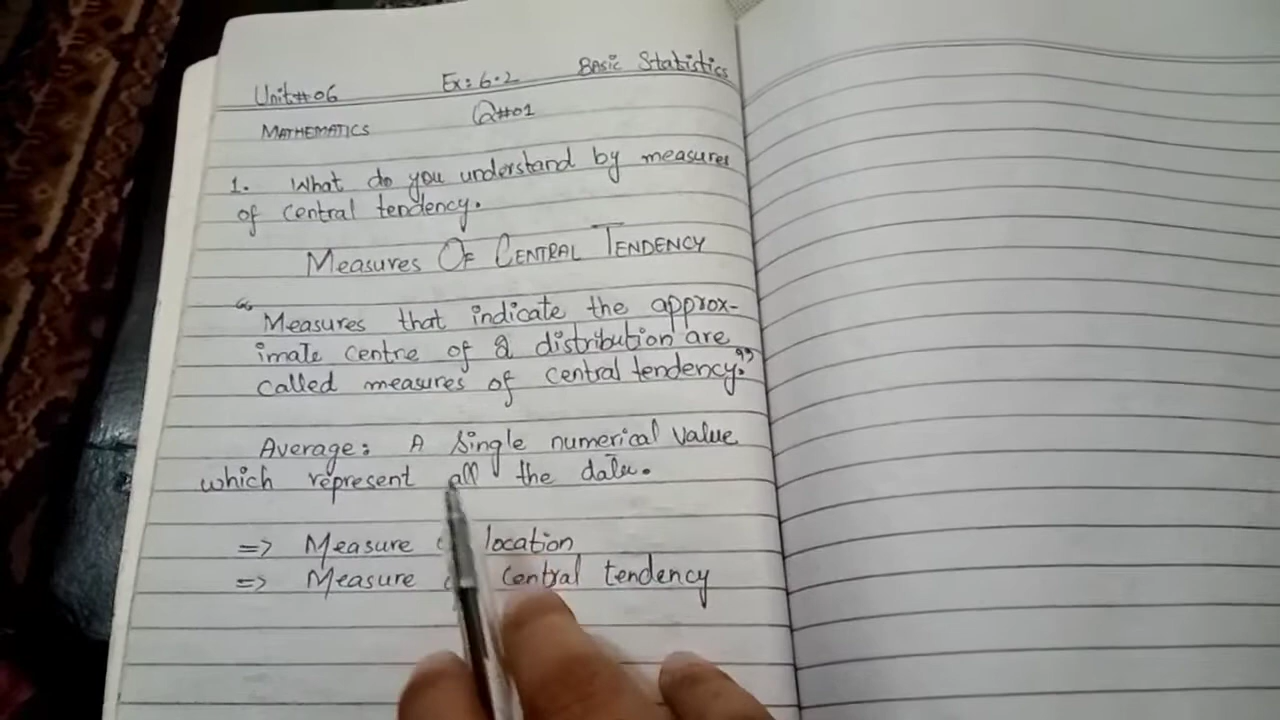 Unit#06 Ex:6.2 Basic Statistics
MATHEMATICS Q#01
1. What do you understand by measures
of central tendency.
Measures OF CENTRAL TENDENCY
“Measures that indicate the approx-
imate centre of a distribution are
called measures of central tendency.”
Average: A single numerical value
which represent all the data.
=> Measure location
=> Measure central tendency